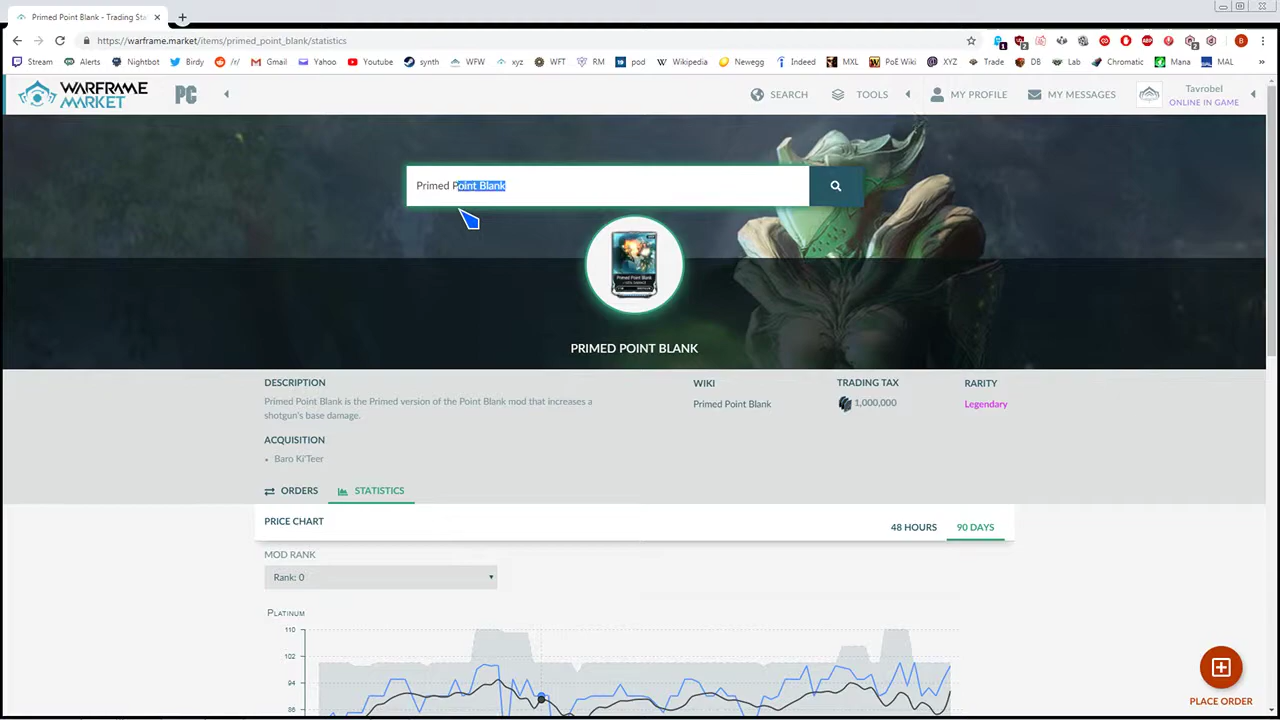 Primed Point Blank - Trading Sta
https://warframe.market/items/primed_point_blank/statistics
Stream Alerts Nightbot Birdy /r/ Gmail Yahoo Youtube synth WFW xyz WFT RM pod Wikipedia Newegg Indeed MXL PoE Wiki XYZ Trade DB Lab Chromatic Mana MAL
WARFRAME MARKET PC SEARCH TOOLS MY PROFILE MY MESSAGES Tavrobel
ONLINE IN GAME
Primed Point Blank
Primed Point Blank
PRIMED POINT BLANK
DESCRIPTION WIKI TRADING TAX RARITY
Primed Point Blank is the Primed version of the Point Blank mod that increases a Primed Point Blank 1,000,000 Legendary
shotgun's base damage.
ACQUISITION
Baro Ki'Teer
ORDERS STATISTICS
PRICE CHART 48 HOURS 90 DAYS
MOD RANK
Rank: 0
PLATINUM
110
102
94
86
PLACE ORDER